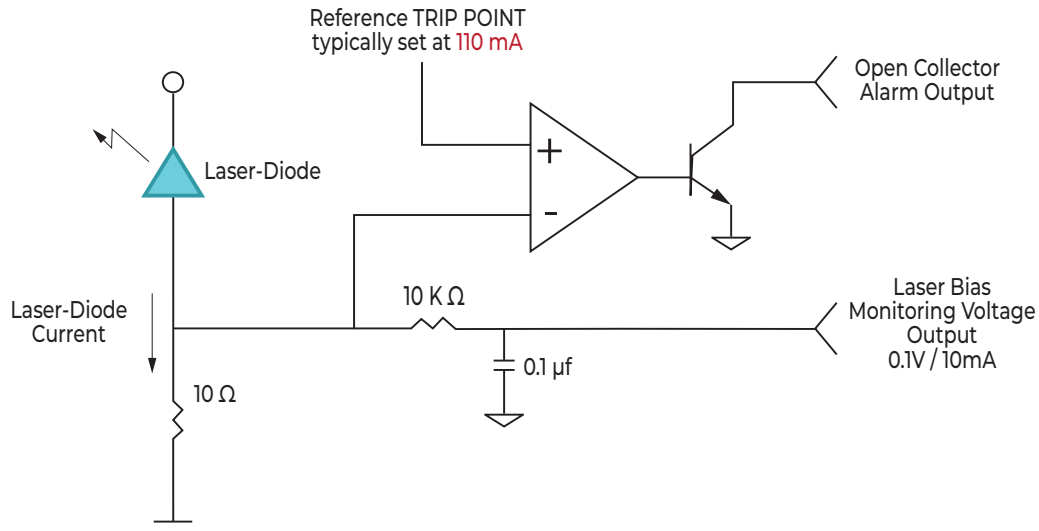 Reference TRIP POINT
typically set at 110 mA
Open Collector
Alarm Output
+
Laser-Diode
-
Laser-Diode
Current
10 K Ω
Laser Bias
Monitoring Voltage
Output
0.1V / 10mA
0.1 µf
10 Ω